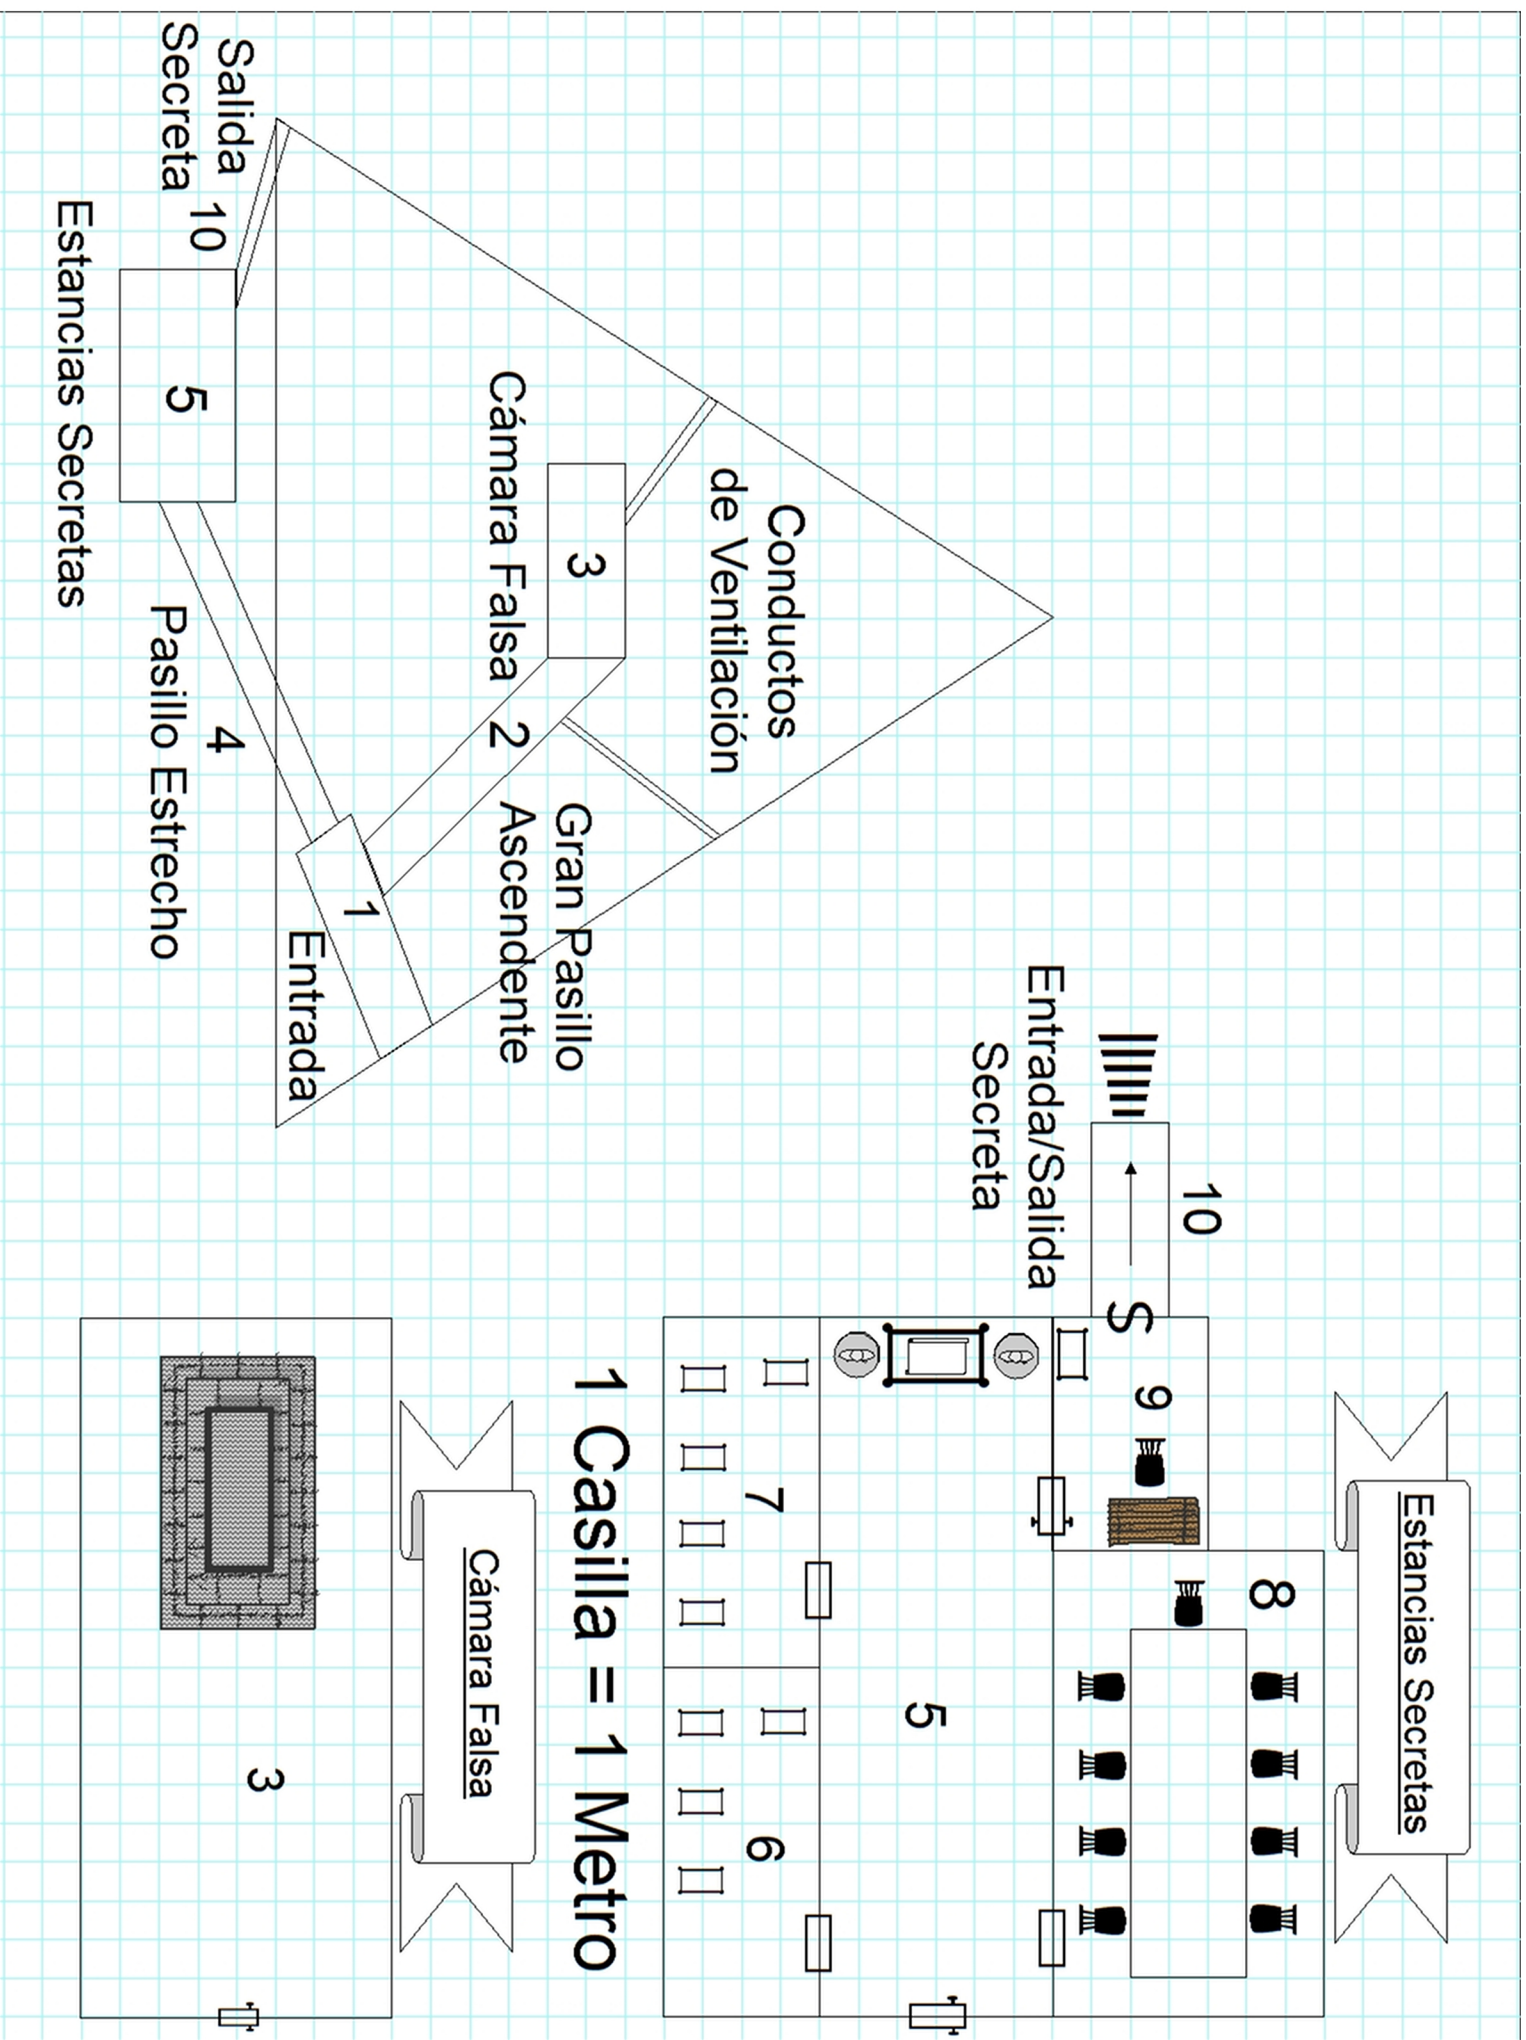 Conductos
de Ventilación
3
Cámara Falsa
2
Gran Pasillo
Ascendente
1
Entrada
Salida
Secreta
10
4
5
Pasillo Estrecho
Estancias Secretas
Estancias Secretas
8
10
S
9
Entrada/Salida
Secreta
5
7
6
1 Casilla = 1 Metro
Cámara Falsa
3